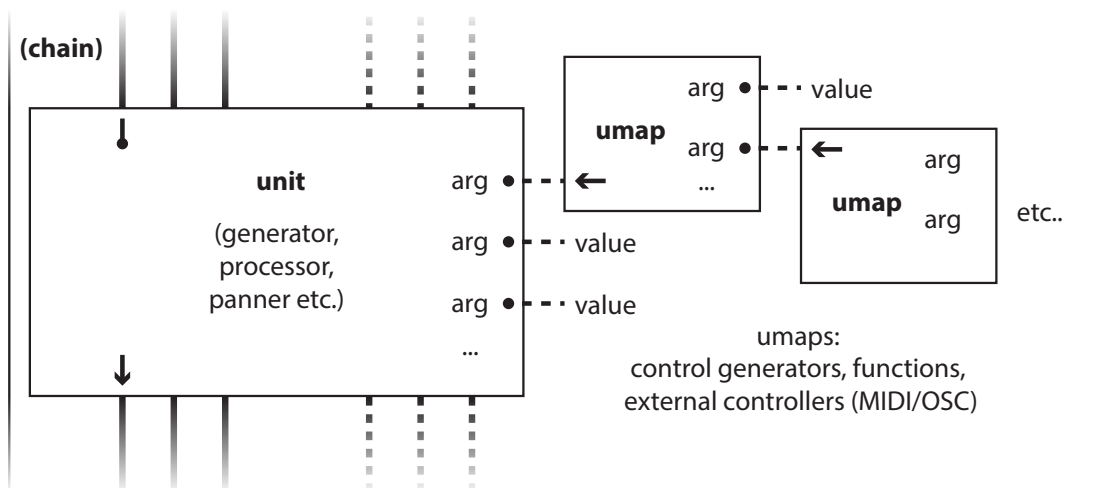 (chain)
unit
(generator,
processor,
panner etc.)
arg
arg value
arg value
...
umap
arg value
arg
...
umap
arg
arg
etc..
umaps:
control generators, functions,
external controllers (MIDI/OSC)